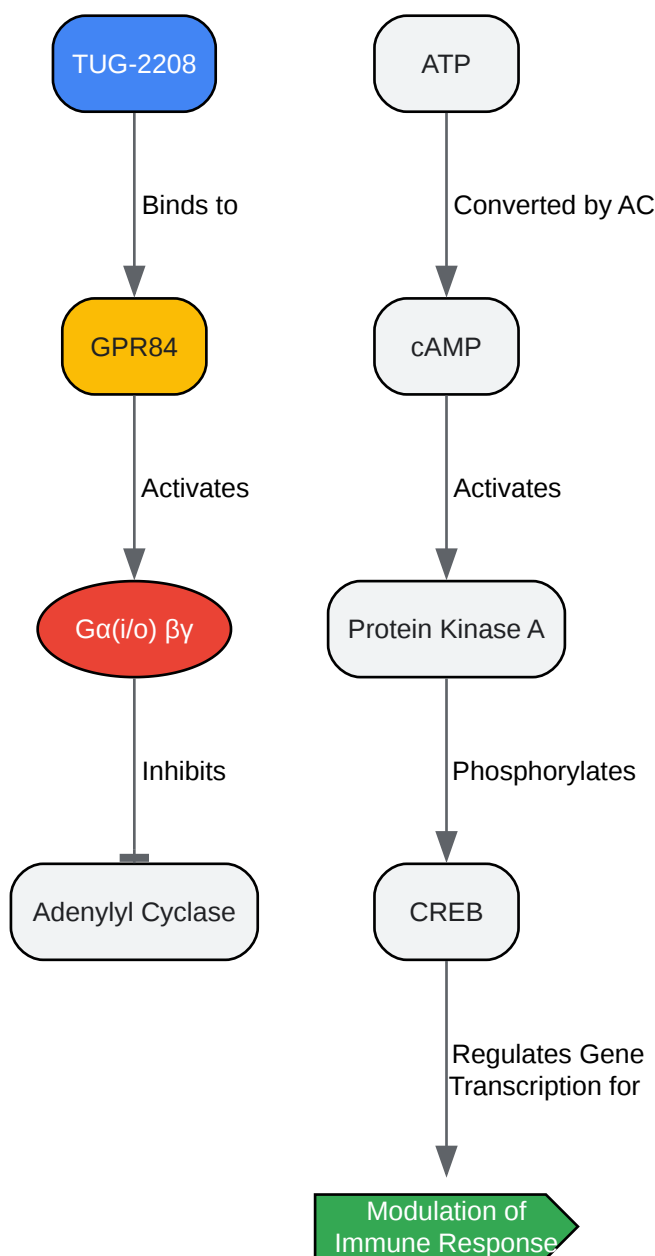 TUG-2208
Binds to
GPR84
Activates
Gα(i/o) βγ
Inhibits
Adenylyl Cyclase
ATP
Converted by AC
cAMP
Activates
Protein Kinase A
Phosphorylates
CREB
Regulates Gene
Transcription for
Modulation of
Immune Response